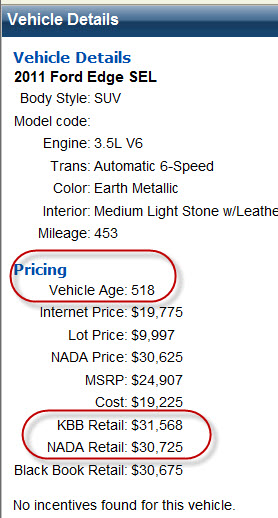 Vehicle Details
Vehicle Details
2011 Ford Edge SEL
Body Style: SUV
Model code:
Engine: 3.5L V6
Trans: Automatic 6-Speed
Color: Earth Metallic
Interior: Medium Light Stone w/Leathe
Mileage: 453
Pricing
Vehicle Age: 518
Internet Price: $19,775
Lot Price: $9,997
NADA Price: $30,625
MSRP: $24,907
Cost: $19,225
KBB Retail: $31,568
NADA Retail: $30,725
Black Book Retail: $30,675
No incentives found for this vehicle.